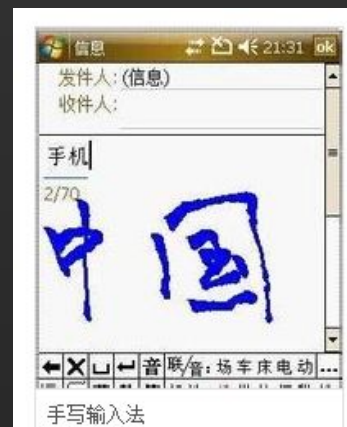 信息 21:31 ok
发件人: (信息)
收件人:
手机
2/70
中国
音 联/音: 场 车 床 电 动 ...
手写输入法